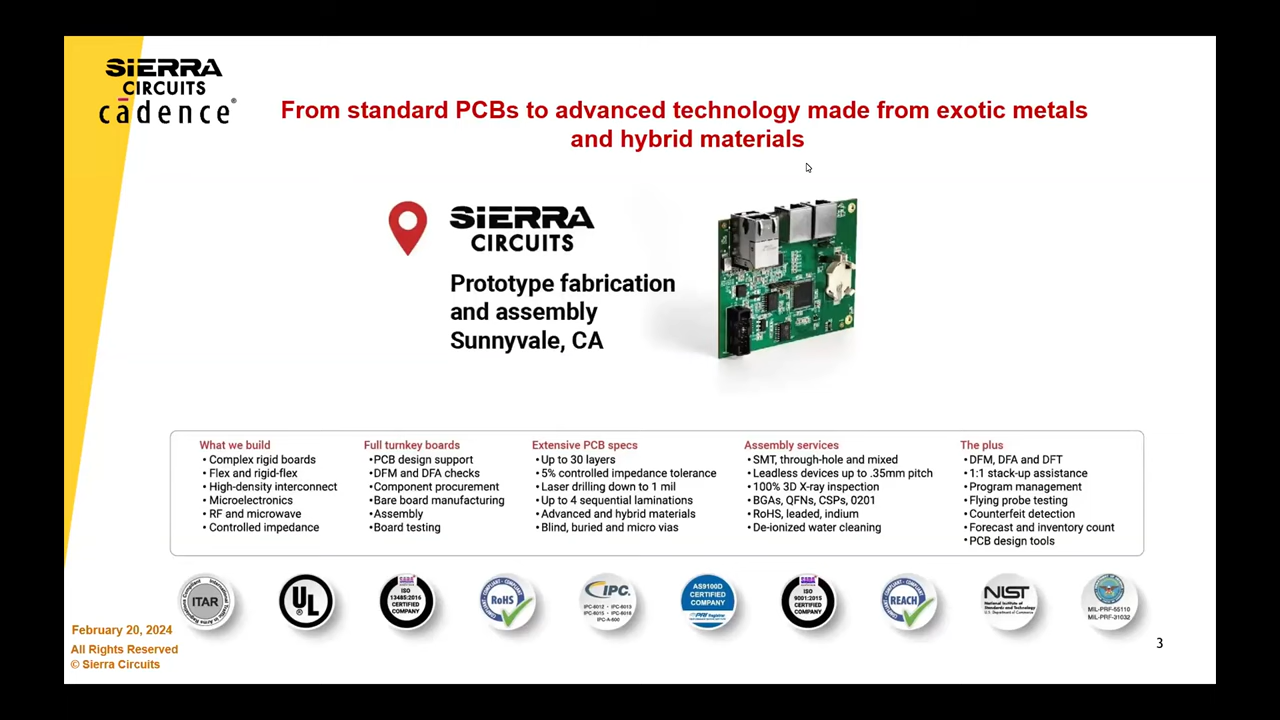 SIERRA
CIRCUITS
cādence®
From standard PCBs to advanced technology made from exotic metals
and hybrid materials
SIERRA
CIRCUITS
Prototype fabrication
and assembly
Sunnyvale, CA
What we build
•Complex rigid boards
•Flex and rigid-flex
•High-density interconnect
•Microelectronics
•RF and microwave
•Controlled impedance
Full turnkey boards
•PCB design support
•DFM and DFA checks
•Component procurement
•Bare board manufacturing
•Assembly
•Board testing
Extensive PCB specs
•Up to 30 layers
•5% controlled impedance tolerance
•Laser drilling down to 1 mil
•Up to 4 sequential laminations
•Advanced and hybrid materials
•Blind, buried and micro vias
Assembly services
•SMT, through-hole and mixed
•Leadless devices up to .35mm pitch
•100% 3D X-ray inspection
•BGAs, QFNs, CSPs, 0201
•RoHS, leaded, indium
•De-ionized water cleaning
The plus
•DFM, DFA and DFT
•1:1 stack-up assistance
•Program management
•Flying probe testing
•Counterfeit detection
•Forecast and inventory count
•PCB design tools
ITAR
UL
ISO
13485:2016
CERTIFIED
COMPANY
RoHS
IPC.
IPC-6012 • IPC-6013
IPC-6015 • IPC-6018
IPC-A-600
AS9100D
CERTIFIED
COMPANY
PRI Registrar
ISO
9001:2015
CERTIFIED
COMPANY
REACH
NIST
National Institute of
Standards and Technology
U.S. Department of Commerce
MIL-PRF-55110
MIL-PRF-31032
February 20, 2024
All Rights Reserved
© Sierra Circuits
3